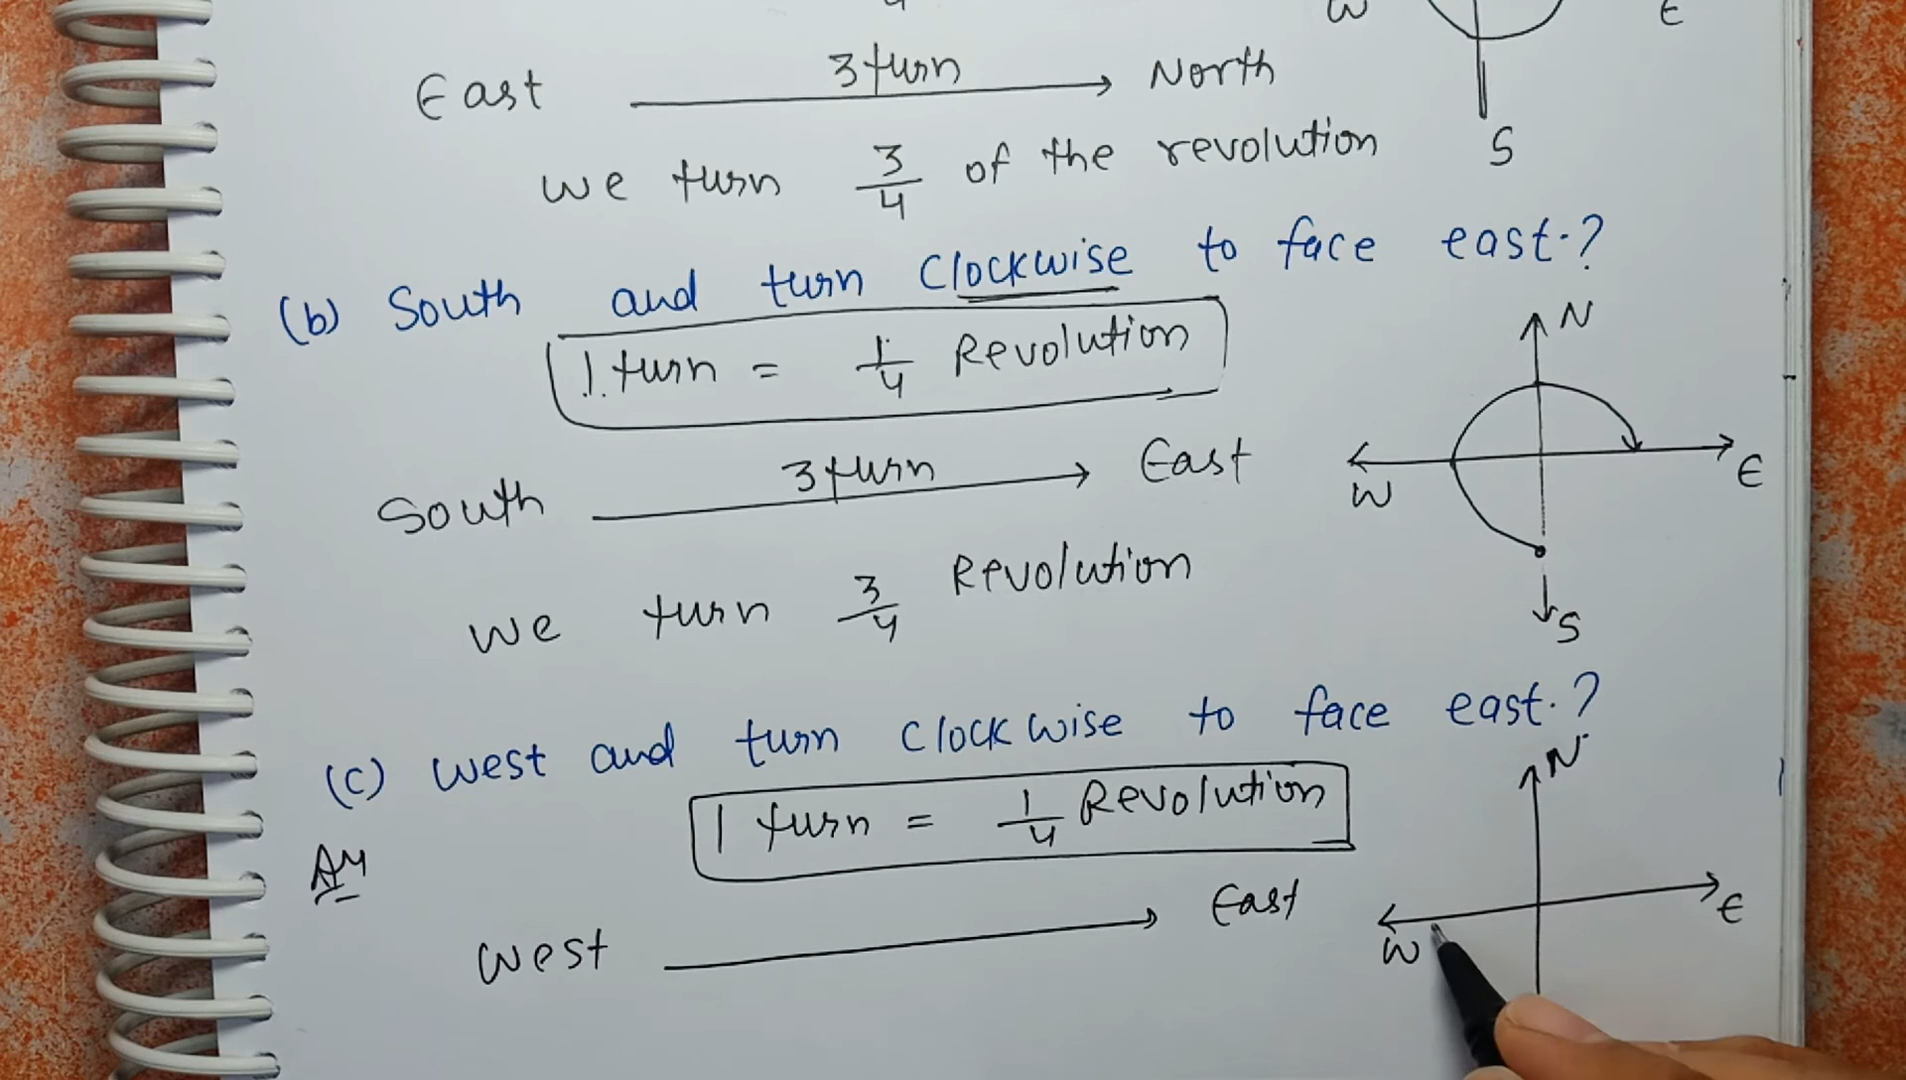 W E
East 3 turn North
we turn 3/4 of the revolution
S
(b) South and turn Clockwise to face east.?
1 turn = 1/4 Revolution
N
South 3 turn East
W E
we turn 3/4 Revolution
S
(c) west and turn clockwise to face east.?
N
1 turn = 1/4 Revolution
West East
W E